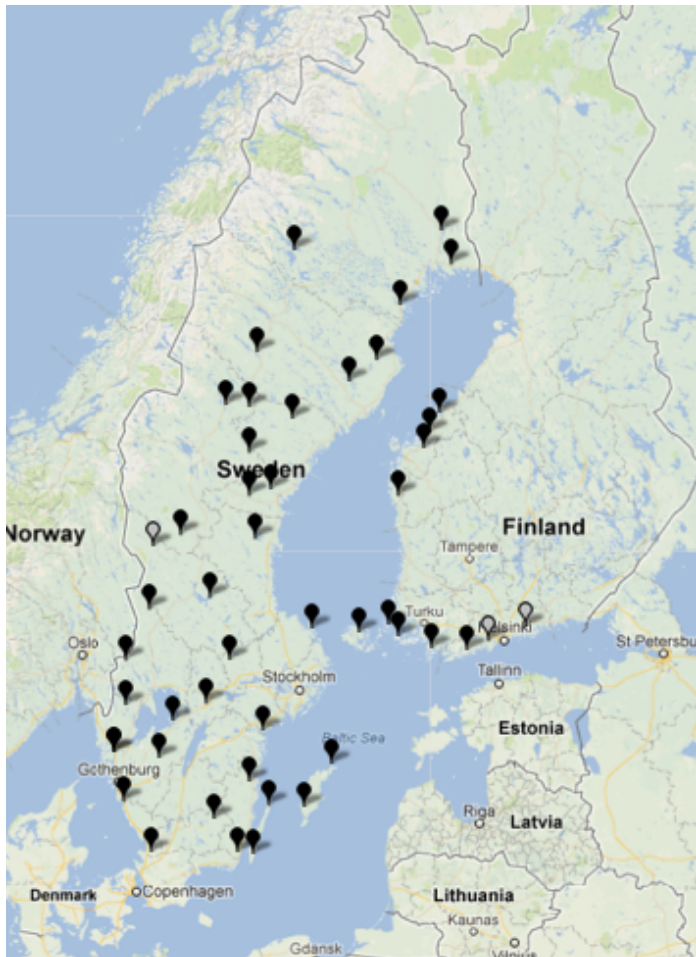 Sweden
Norway
Finland
Tampere
Oslo
Turku
Helsinki
St Petersbu
Stockholm
Tallinn
Baltic Sea
Estonia
Gothenburg
Riga
Latvia
Denmark
Copenhagen
Lithuania
Kaunas
Gdansk
Vilnius